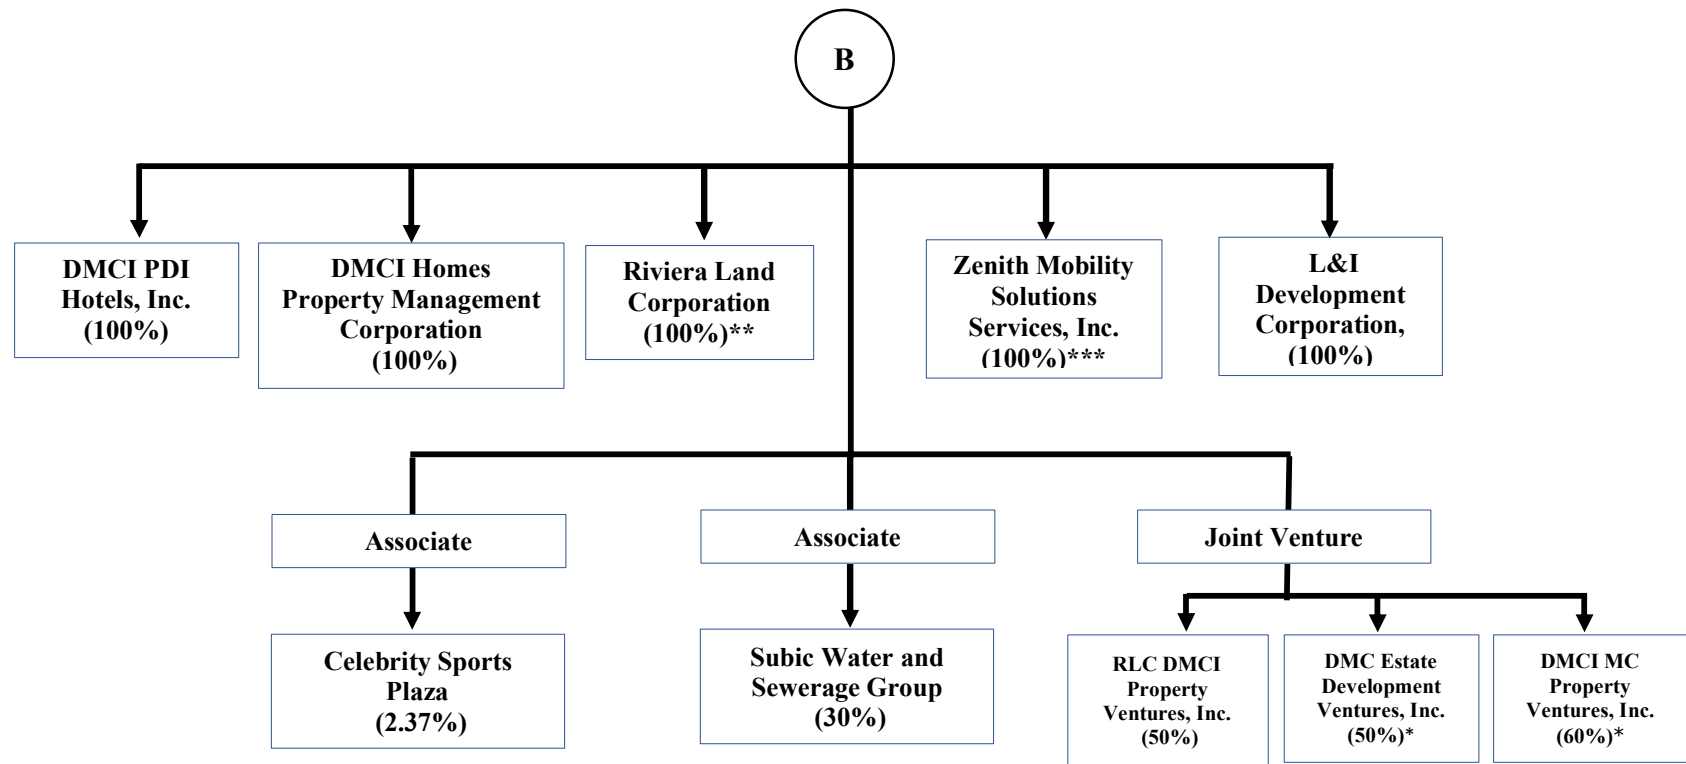 B
DMCI PDI
Hotels, Inc.
(100%)
DMCI Homes
Property Management
Corporation
(100%)
Riviera Land
Corporation
(100%)**
Zenith Mobility
Solutions
Services, Inc.
(100%)***
L&I
Development
Corporation,
(100%)
Associate
Associate
Joint Venture
Celebrity Sports
Plaza
(2.37%)
Subic Water and
Sewerage Group
(30%)
RLC DMCI
Property
Ventures, Inc.
(50%)
DMC Estate
Development
Ventures, Inc.
(50%)*
DMCI MC
Property
Ventures, Inc.
(60%)*